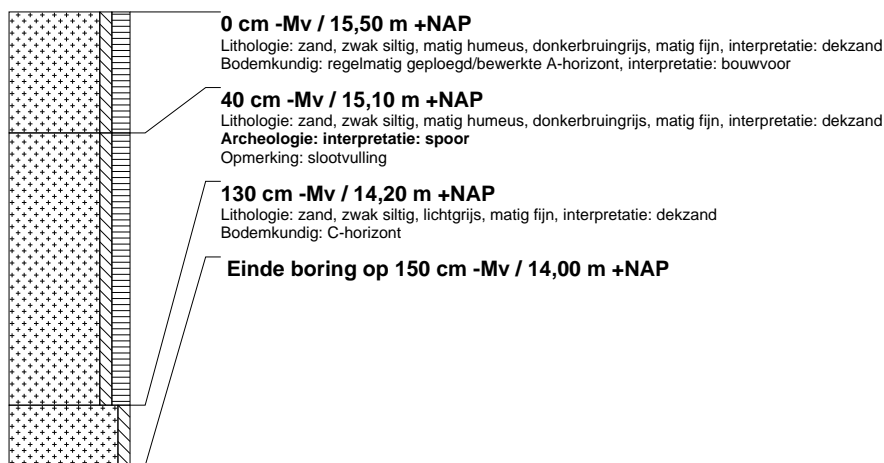 0 cm -Mv / 15,50 m +NAP
Lithologie: zand, zwak siltig, matig humeus, donkerbruingrijs, matig fijn, interpretatie: dekzand
Bodemkundig: regelmatig geploegd/bewerkte A-horizont, interpretatie: bouwvoor
40 cm -Mv / 15,10 m +NAP
Lithologie: zand, zwak siltig, matig humeus, donkerbruingrijs, matig fijn, interpretatie: dekzand
Archeologie: interpretatie: spoor
Opmerking: slootvulling
130 cm -Mv / 14,20 m +NAP
Lithologie: zand, zwak siltig, lichtgrijs, matig fijn, interpretatie: dekzand
Bodemkundig: C-horizont
Einde boring op 150 cm -Mv / 14,00 m +NAP